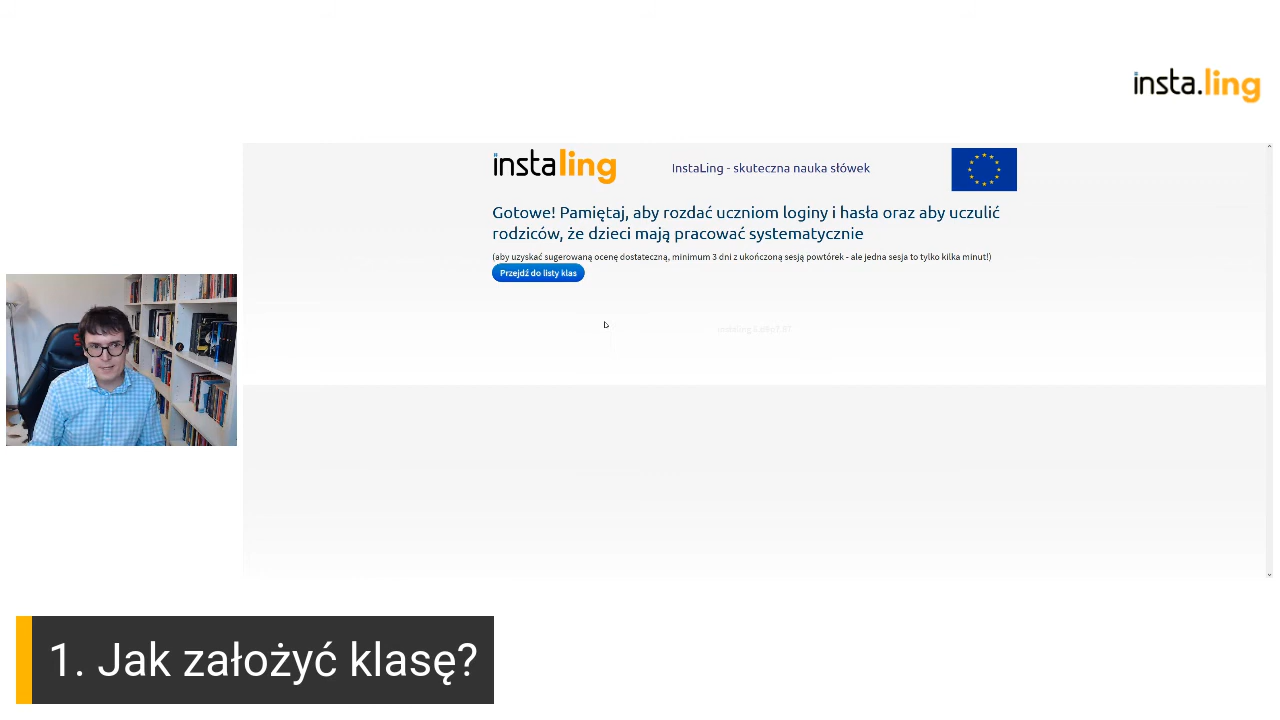 insta.ling
instaling
InstaLing - skuteczna nauka słówek
Gotowe! Pamiętaj, aby rozdać uczniom loginy i hasła oraz aby uczulić
rodziców, że dzieci mają pracować systematycznie
(aby uzyskać sugerowaną ocenę dostateczną, minimum 3 dni z ukończoną sesją powtórek - ale jedna sesja to tylko kilka minut!)
Przejdź do listy klas
1. Jak założyć klasę?